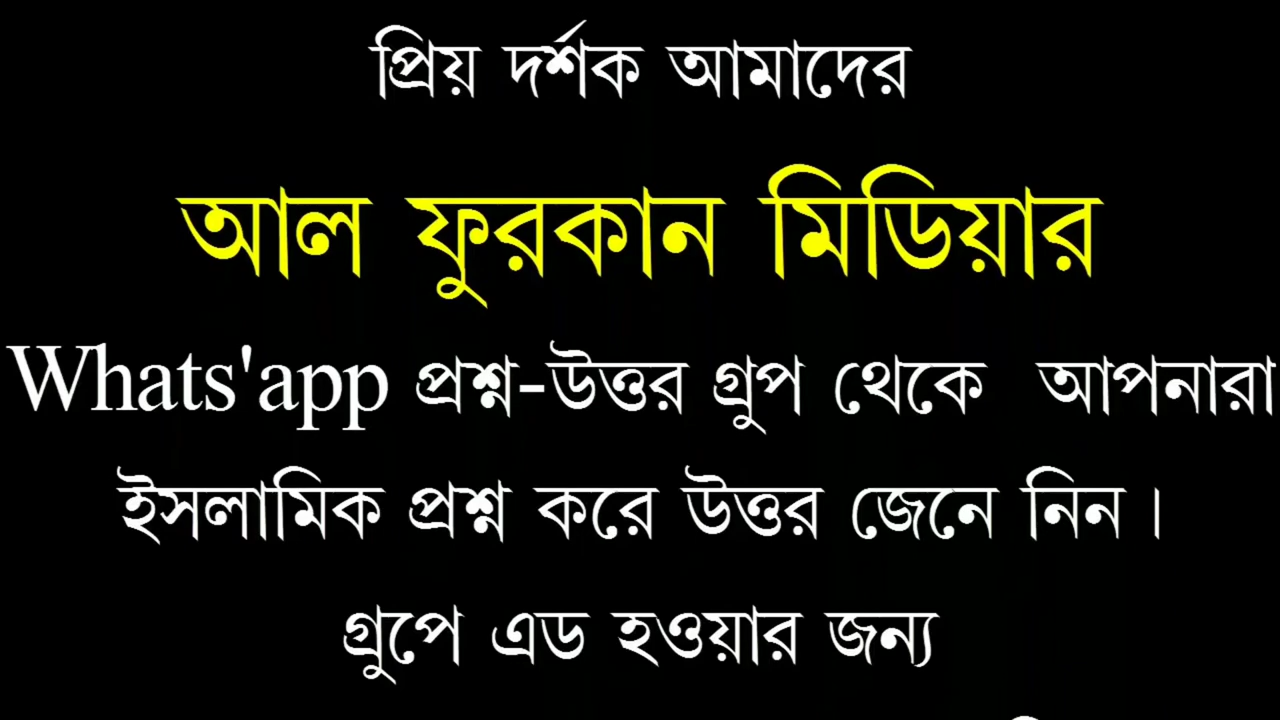 প্রিয় দর্শক আমাদের
আল ফুরকান মিডিয়ার
Whats'app প্রশ্ন-উত্তর গ্রুপ থেকে আপনারা
ইসলামিক প্রশ্ন করে উত্তর জেনে নিন।
গ্রুপে এড হওয়ার জন্য